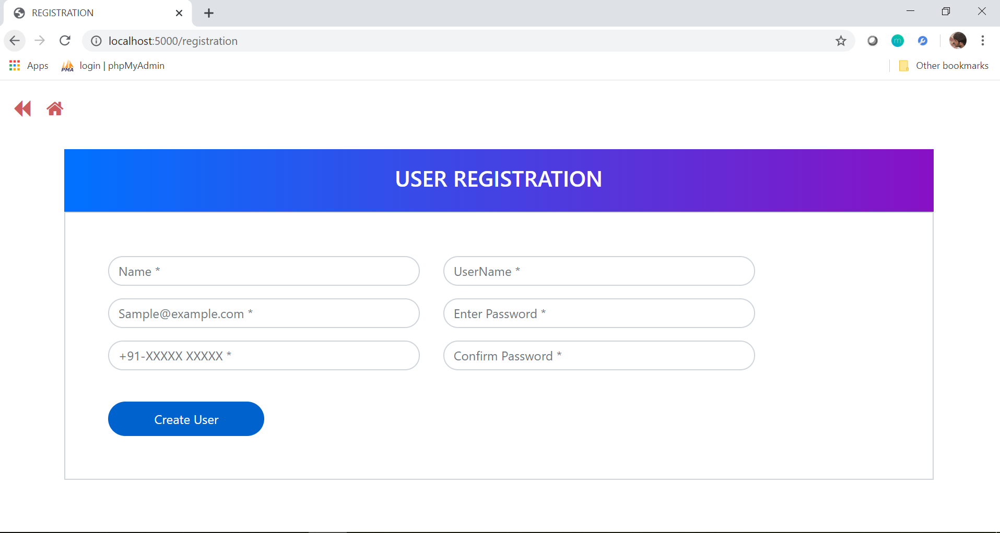 REGISTRATION
localhost:5000/registration
m
Apps
PMA
login | phpMyAdmin
Other bookmarks
USER REGISTRATION
Name *
UserName *
Sample@example.com *
Enter Password *
+91-XXXXX XXXXX *
Confirm Password *
Create User